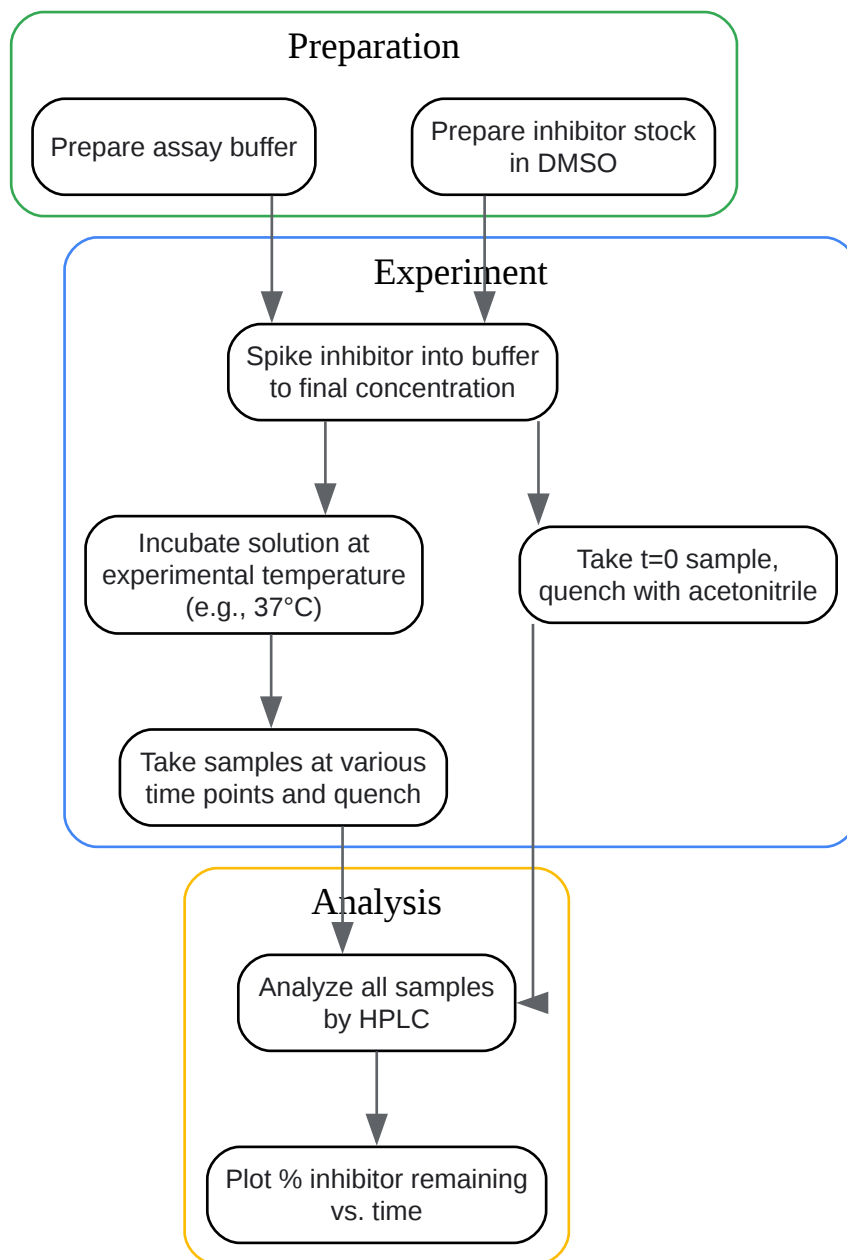 Preparation
Prepare assay buffer
Prepare inhibitor stock
in DMSO
Experiment
Spike inhibitor into buffer
to final concentration
Incubate solution at
experimental temperature
(e.g., 37°C)
Take t=0 sample,
quench with acetonitrile
Take samples at various
time points and quench
Analysis
Analyze all samples
by HPLC
Plot % inhibitor remaining
vs. time